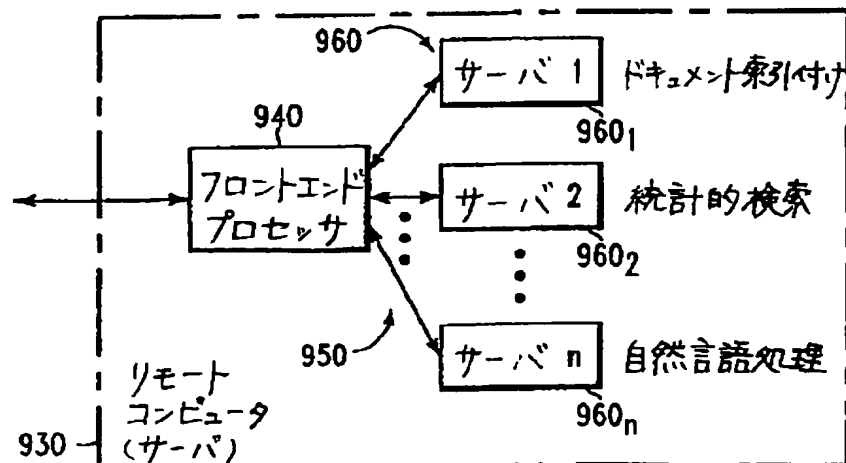 960
サーバ 1 ドキュメント索引付け
960₁
940
フロントエンド
プロセッサ
サーバ 2 統計的検索
960₂
950
サーバ n 自然言語処理
960ₙ
リモート
コンピュータ
(サーバ)
930